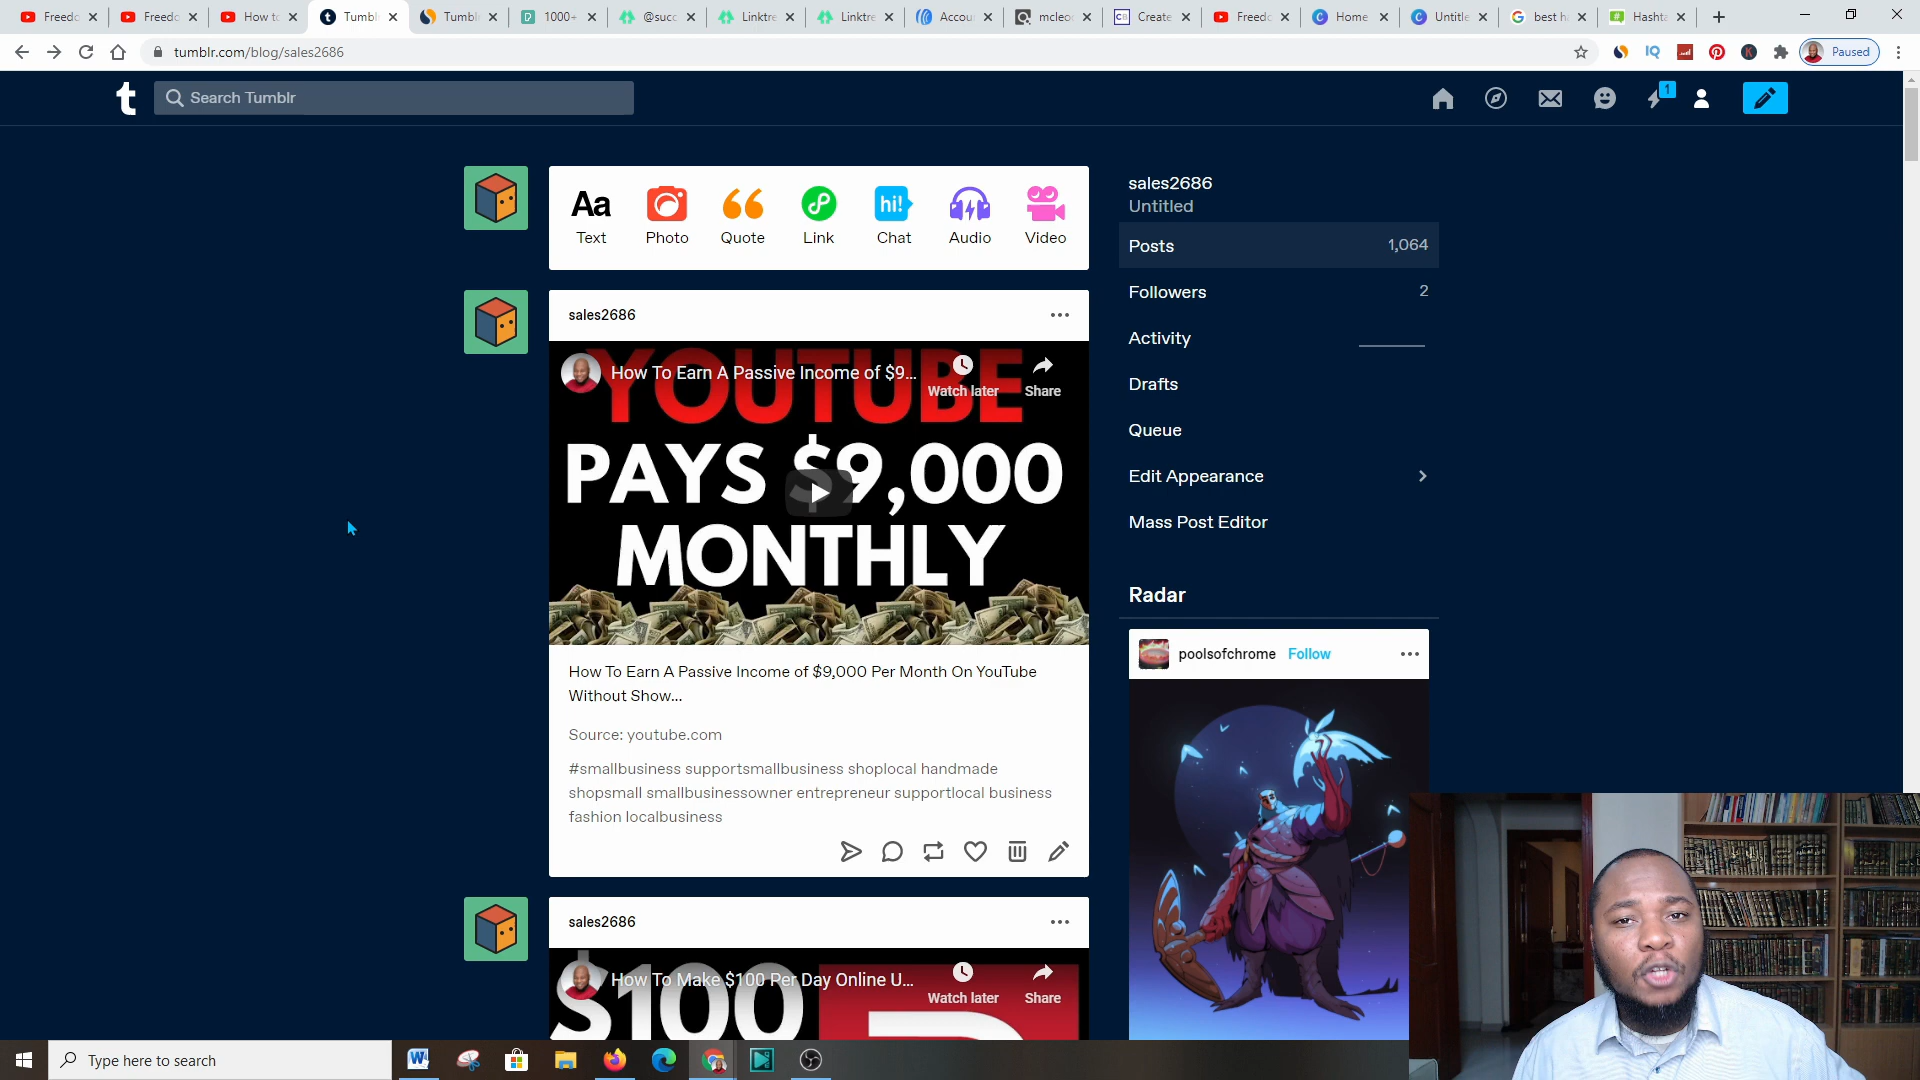 Freedc
Freedc
How to
Tumbl
Tumbl
1000+
@succ
Linktre
Linktre
Accou
mcleo
Create
Freedc
Home
Untitle
best h
Hashta
tumblr.com/blog/sales2686
IQ
Paused
Search Tumblr
1
Aa
hi!
Text
Photo
Quote
Link
Chat
Audio
Video
sales2686
YOUTUBE
PAYS $9,000
MONTHLY
How To Earn A Passive Income of $9...
Watch later
Share
How To Earn A Passive Income of $9,000 Per Month On YouTube
Without Show...
Source: youtube.com
#smallbusiness supportsmallbusiness shoplocal handmade
shopsmall smallbusinessowner entrepreneur supportlocal business
fashion localbusiness
sales2686
$100
How To Make $100 Per Day Online U...
Watch later
Share
sales2686
Untitled
Posts 1,064
Followers 2
Activity
Drafts
Queue
Edit Appearance
Mass Post Editor
Radar
poolsofchrome Follow
Type here to search